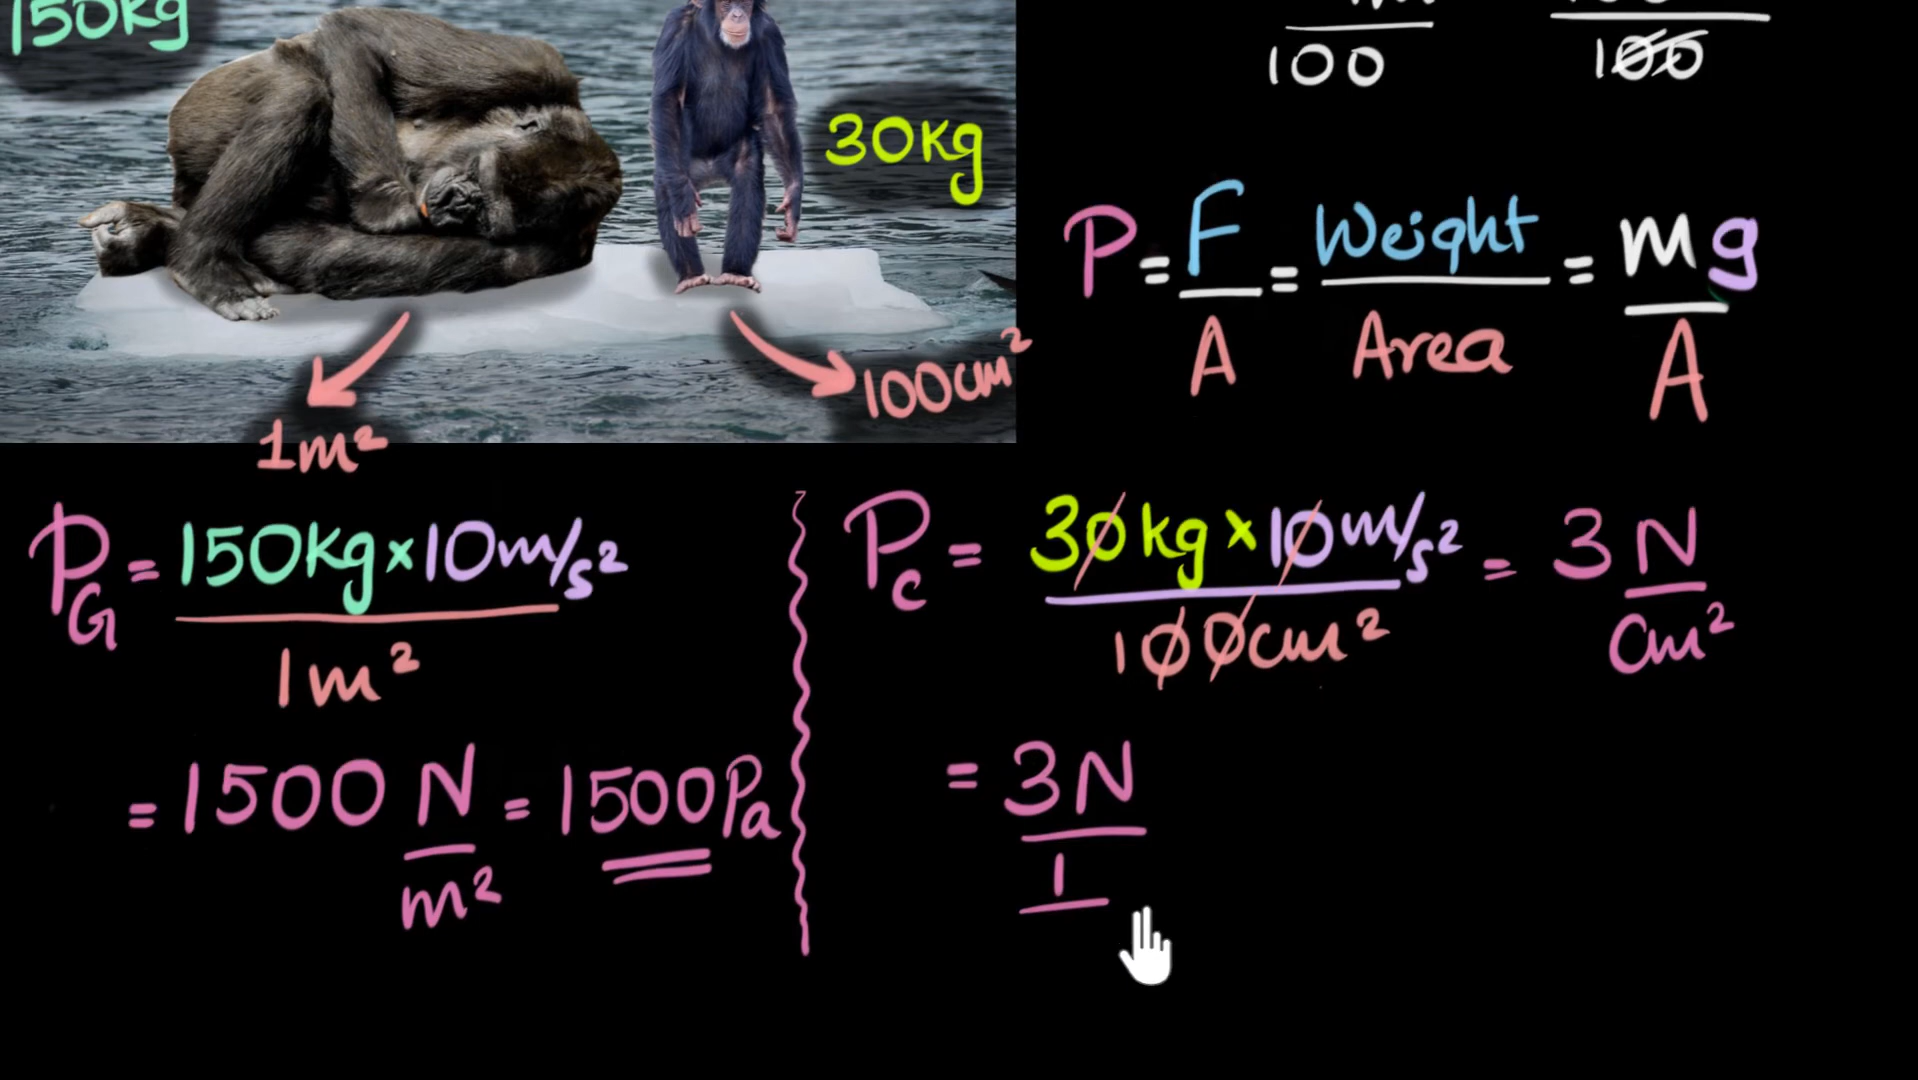 150kg
100
100
30kg
P = F/A = Weight/Area = mg/A
1m²
100cm²
P_G = 150kg × 10m/s² / 1m²
= 1500 N/m² = 1500Pa
P_c = 30kg × 10m/s² / 100cm² = 3 N/cm²
= 3N
1